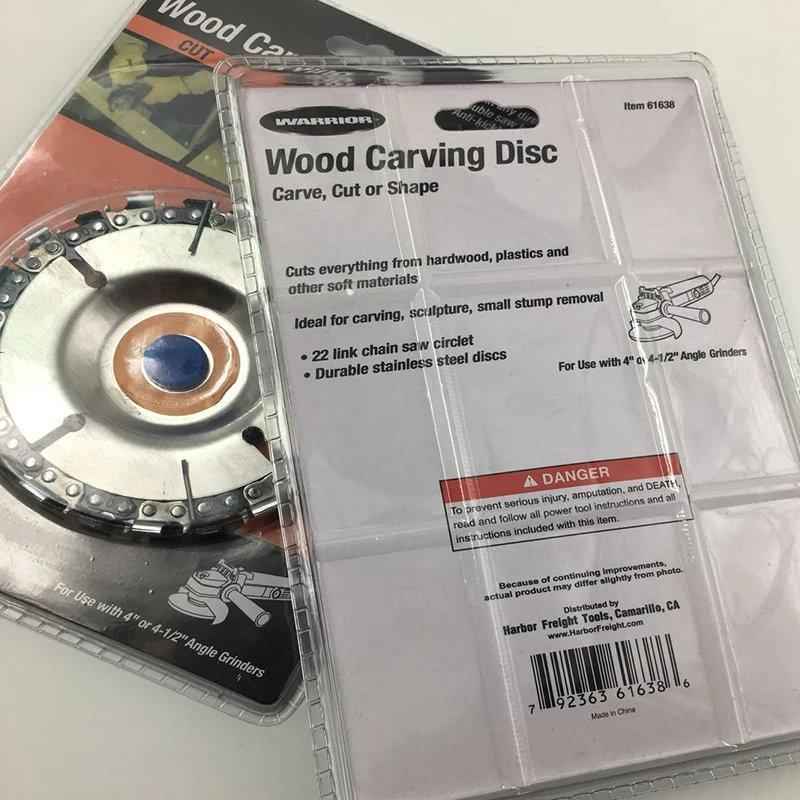 Wood Car
CUT
For Use with 4" or 4-1/2" Angle Grinders
WARRIOR
any dire
uble saw
Anti-kick
Item 61638
Wood Carving Disc
Carve, Cut or Shape
Cuts everything from hardwood, plastics and
other soft materials
Ideal for carving, sculpture, small stump removal
• 22 link chain saw circlet
• Durable stainless steel discs
For Use with 4" or 4-1/2" Angle Grinders
DANGER
To prevent serious injury, amputation, and DEATH,
read and follow all power tool instructions and all
instructions included with this item.
Because of continuing improvements,
actual product may differ slightly from photo.
Distributed by
Harbor Freight Tools, Camarillo, CA
www.HarborFreight.com
7 92363 61638 6
Made in China